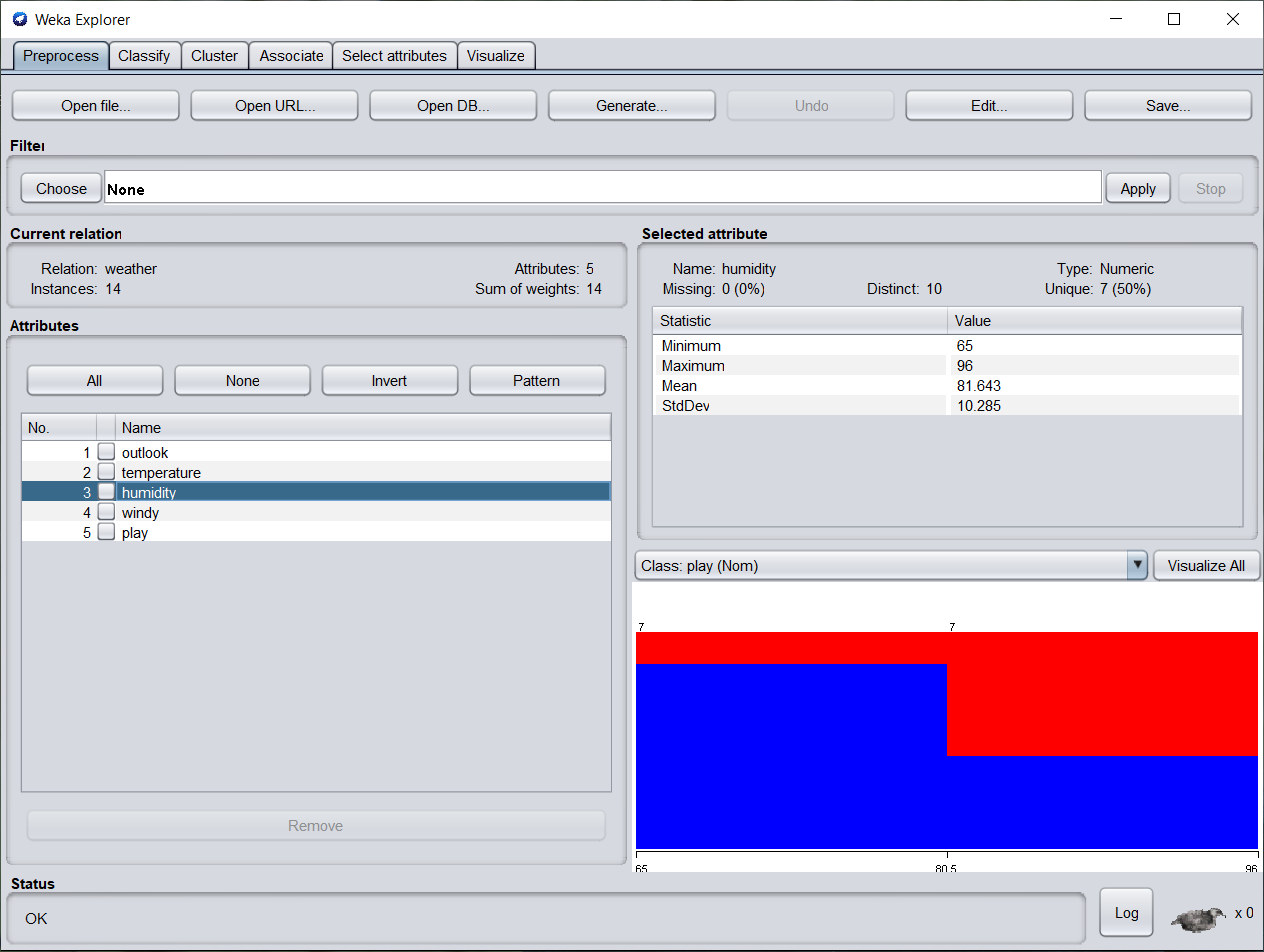 Weka Explorer
Preprocess Classify Cluster Associate Select attributes Visualize
Open file... Open URL... Open DB... Generate... Undo Edit... Save...
Filter
Choose None Apply Stop
Current relation
Relation: weather Attributes: 5
Instances: 14 Sum of weights: 14
Attributes
All None Invert Pattern
No. Name
1 outlook
2 temperature
3 humidity
4 windy
5 play
Remove
Selected attribute
Name: humidity Type: Numeric
Missing: 0 (0%) Distinct: 10 Unique: 7 (50%)
Statistic Value
Minimum 65
Maximum 96
Mean 81.643
StdDev 10.285
Class: play (Nom) Visualize All
7 7
65 80.5 96
Status
OK
Log x 0